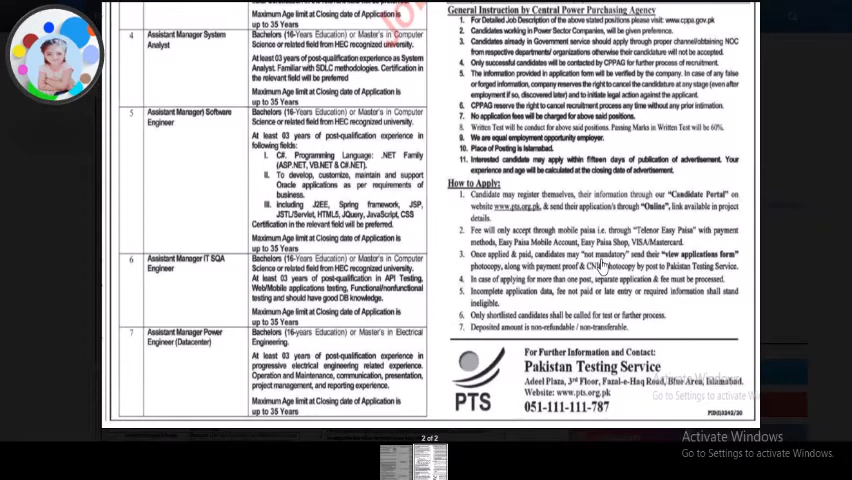 Maximum Age limit at Closing date of Application is
up to 35 Years
4
Assistant Manager System
Analyst
Bachelors (16-Years Education) or Master's in Computer
Science or related field from HEC recognized university.
At least 03 years of post-qualification experience as System
Analyst. Familiar with SDLC methodologies. Certification in
the relevant field will be preferred
Maximum Age limit at Closing date of Application is
up to 35 Years
5
Assistant Manager) Software
Engineer
Bachelors (16-Years Education) or Master's in Computer
Science or related field from HEC recognized university.
At least 03 years of post-qualification experience in
following fields:
I. C#. Programming Language: .NET Family
(ASP.NET, VB.NET & C#.NET).
II. To develop, customize, maintain and support
Oracle applications as per requirements of
business.
III. including J2EE, Spring framework, JSP,
JSTL/Servlet, HTML5, JQuery, JavaScript, CSS
Certification in the relevant field will be preferred.
Maximum Age limit at Closing date of Application is
up to 35 Years
6
Assistant Manager IT SQA
Engineer
Bachelors (16-Years Education) or Master's in Computer
Science or related field from HEC recognized university.
At least 03 years of post-qualification in API Testing,
Web/Mobile applications testing, Functional/nonfunctional
testing and should have good DB knowledge.
Maximum Age limit at Closing date of Application is
up to 35 Years
7
Assistant Manager Power
Engineer (Datacenter)
Bachelors (16-years Education) or Master's in Electrical
Engineering.
At least 03 years of post-qualification experience in
progressive electrical engineering related experience.
Operation and Maintenance, communication, presentation,
project management, and reporting experience.
Maximum Age limit at Closing date of Application is
up to 35 Years
General Instruction by Central Power Purchasing Agency
1. For Detailed Job Description of the above stated positions please visit: www.cppa.gov.pk
2. Candidates working in Power Sector Companies, will be given preference.
3. Candidates already in Government service should apply through proper channel/obtaining NOC
from respective departments/ organizations otherwise their candidature will not be accepted.
4. Only successful candidates will be contacted by CPPAG for further process of recruitment.
5. The information provided in application form will be verified by the company. In case of any false
or forged information, company reserves the right to cancel the candidature at any stage (even after
employment if so, discovered later) and to initiate legal action against the applicant.
6. CPPAG reserve the right to cancel recruitment process any time without any prior intimation.
7. No application fees will be charged for above said positions.
8. Written Test will be conduct for above said positions. Passing Marks in Written Test will be 60%.
9. We are equal employment opportunity employer.
10. Place of Posting is Islamabad.
11. Interested candidate may apply within fifteen days of publication of advertisement. Your
experience and age will be calculated at the closing date of advertisement.
How to Apply:
1. Candidate may register themselves, their information through our "Candidate Portal" on
website www.pts.org.pk, & send their application's through "Online", link available in project
details.
2. Fee will only accept through mobile paisa i.e. through "Telenor Easy Paisa" with payment
methods, Easy Paisa Mobile Account, Easy Paisa Shop, VISA/Mastercard.
3. Once applied & paid, candidates may "not mandatory" send their "view applications form"
photocopy, along with payment proof & CNIC photocopy by post to Pakistan Testing Service.
4. In case of applying for more than one post, separate application & fee must be processed.
5. Incomplete application data, fee not paid or late entry or required information shall stand
ineligible.
6. Only shortlisted candidates shall be called for test or further process.
7. Deposited amount is non-refundable / non-transferable.
PTS
For Further Information and Contact:
Pakistan Testing Service
Adeel Plaza, 3rd Floor, Fazal-e-Haq Road, Blue Area, Islamabad.
Website: www.pts.org.pk
051-111-111-787
Activate Windows
Go to Settings to activate W
2 of 2
Activate Windows
Go to Settings to activate Windows.